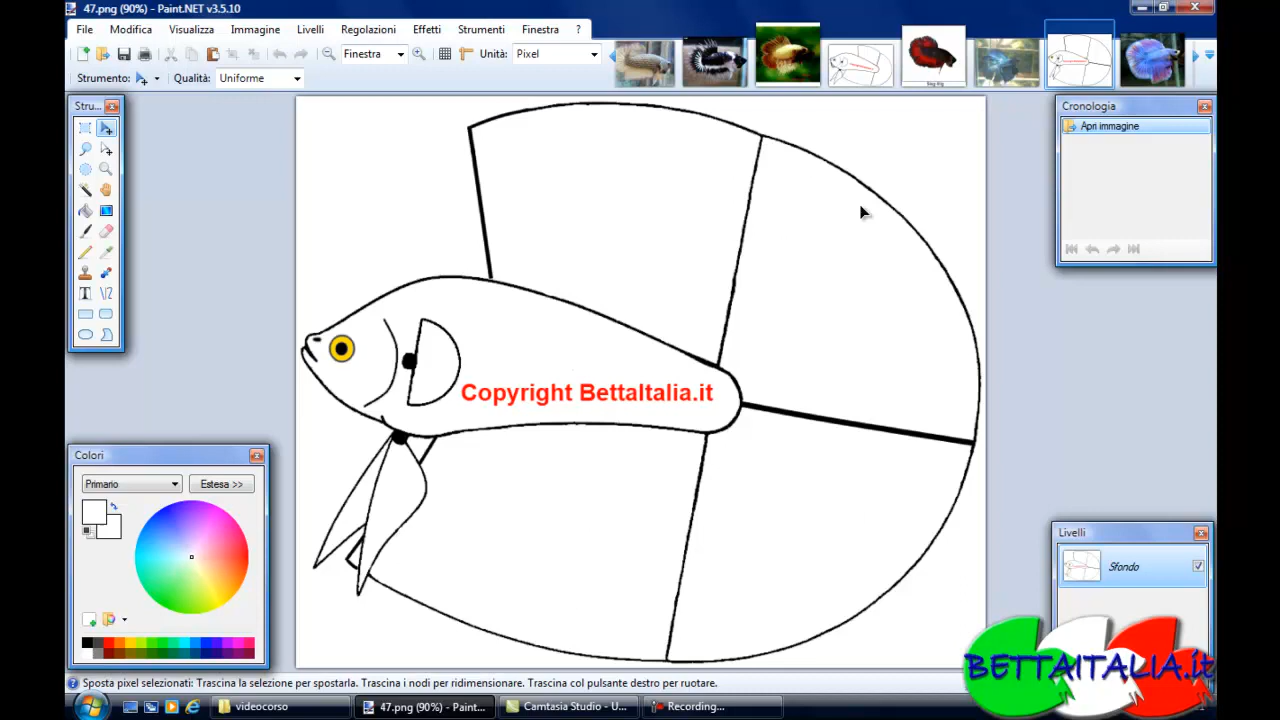 47.png (90%) - Paint.NET v3.5.10
File Modifica Visualizza Immagine Livelli Regolazioni Effetti Strumenti Finestra ?
Finestra Unità: Pixel
Strumento: Qualità: Uniforme
Stru...
Cronologia
Apri immagine
Copyright BettaItalia.it
Colori
Primario Estesa >>
Livelli
Sfondo
BETTAITALIA.it
Sposta pixel selezionati: Trascina la selezione per spostarla. Trascina i nodi per ridimensionare. Trascina col pulsante destro per ruotare.
videocorso 47.png (90%) - Paint... Camtasia Studio - U... Recording...